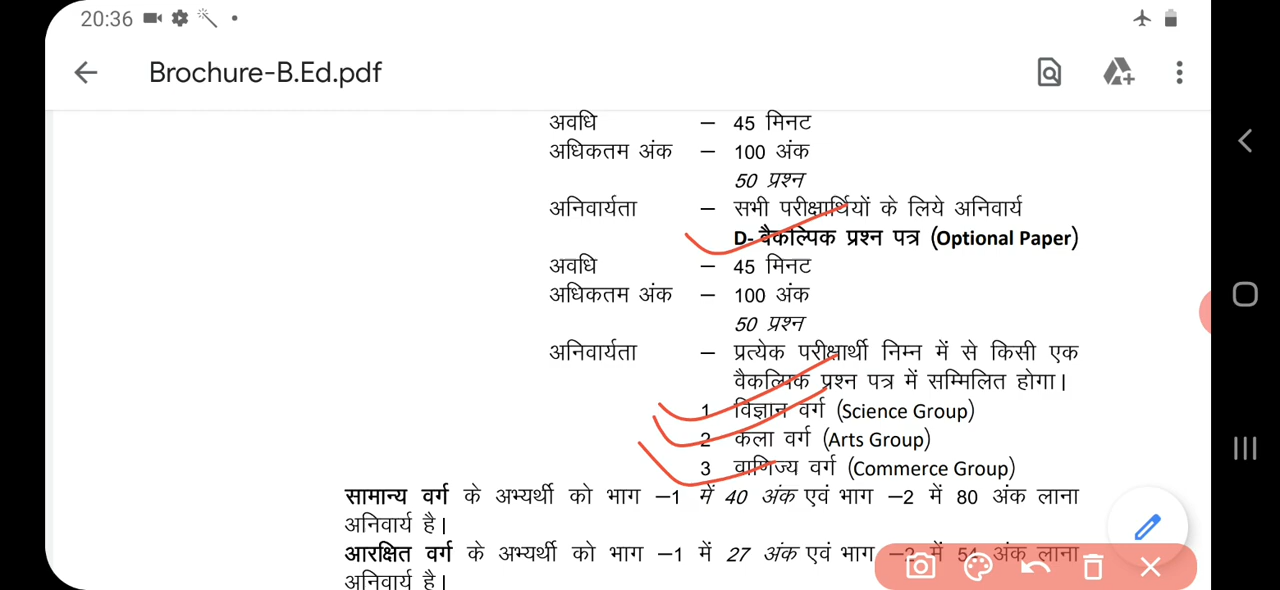 20:36
Brochure-B.Ed.pdf
अवधि – 45 मिनट
अधिकतम अंक – 100 अंक
50 प्रश्न
अनिवार्यता – सभी परीक्षार्थियों के लिये अनिवार्य
D- वैकल्पिक प्रश्न पत्र (Optional Paper)
अवधि – 45 मिनट
अधिकतम अंक – 100 अंक
50 प्रश्न
अनिवार्यता – प्रत्येक परीक्षार्थी निम्न में से किसी एक
वैकल्पिक प्रश्न पत्र में सम्मिलित होगा।
1 विज्ञान वर्ग (Science Group)
2 कला वर्ग (Arts Group)
3 वाणिज्य वर्ग (Commerce Group)
सामान्य वर्ग के अभ्यर्थी को भाग –1 में 40 अंक एवं भाग –2 में 80 अंक लाना
अनिवार्य है।
आरक्षित वर्ग के अभ्यर्थी को भाग –1 में 27 अंक एवं भाग –2 में 54 अंक लाना
अनिवार्य है।